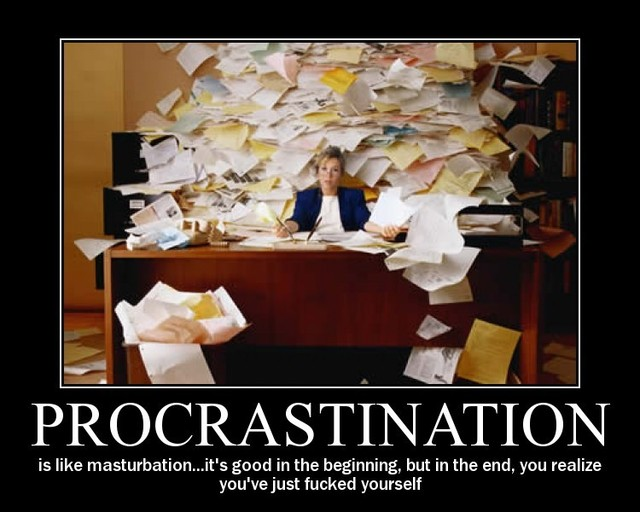 PROCRASTINATION
is like masturbation...it's good in the beginning, but in the end, you realize
you've just fucked yourself